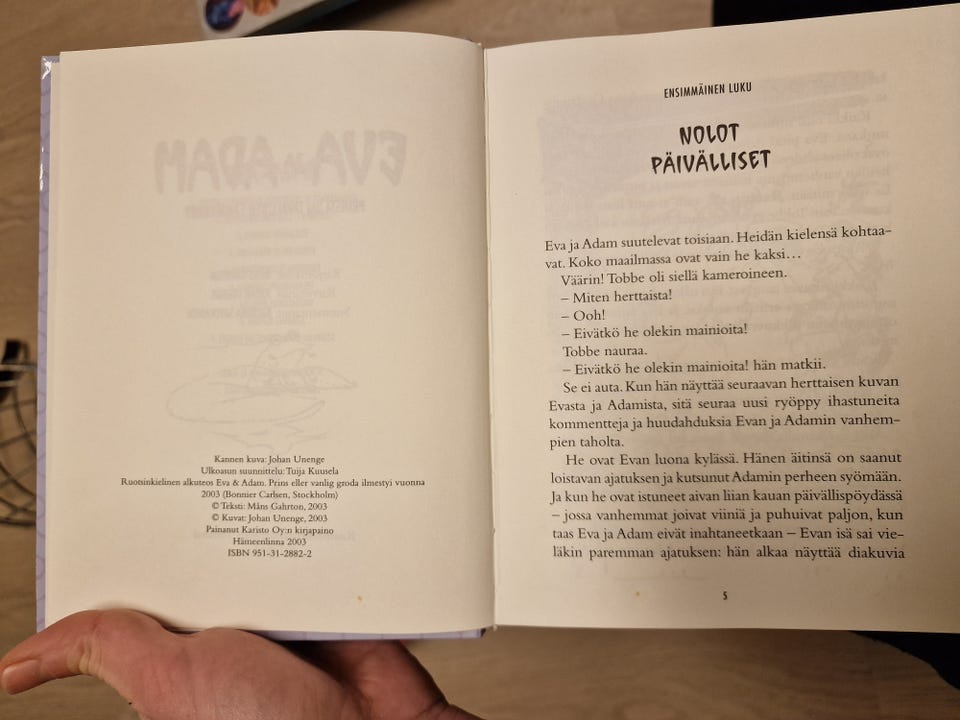 Kannen kuva: Johan Unenge
Ulkoasun suunnittelu: Tuija Kuusela
Ruotsinkielinen alkuteos Eva & Adam. Prins eller vanlig groda ilmestyi vuonna
2003 (Bonnier Carlsen, Stockholm)
© Teksti: Måns Gahrton, 2003
© Kuvat: Johan Unenge, 2003
Painanut Karisto Oy:n kirjapaino
Hämeenlinna 2003
ISBN 951-31-2882-2
ENSIMMÄINEN LUKU
NOLOT
PÄIVÄLLISET
Eva ja Adam suutelevat toisiaan. Heidän kielensä kohtaa-
vat. Koko maailmassa ovat vain he kaksi…
Väärin! Tobbe oli siellä kameroineen.
– Miten herttaista!
– Ooh!
– Eivätkö he olekin mainioita!
Tobbe nauraa.
– Eivätkö he olekin mainioita! hän matkii.
Se ei auta. Kun hän näyttää seuraavan herttaisen kuvan
Evasta ja Adamista, sitä seuraa uusi ryöppy ihastuneita
kommentteja ja huudahduksia Evan ja Adamin vanhem-
pien taholta.
He ovat Evan luona kylässä. Hänen äitinsä on saanut
loistavan ajatuksen ja kutsunut Adamin perheen syömään.
Ja kun he ovat istuneet aivan liian kauan päivällispöydässä
– jossa vanhemmat joivat viiniä ja puhuivat paljon, kun
taas Eva ja Adam eivät inahtaneetkaan – Evan isä sai vie-
läkin paremman ajatuksen: hän alkaa näyttää diakuvia
5